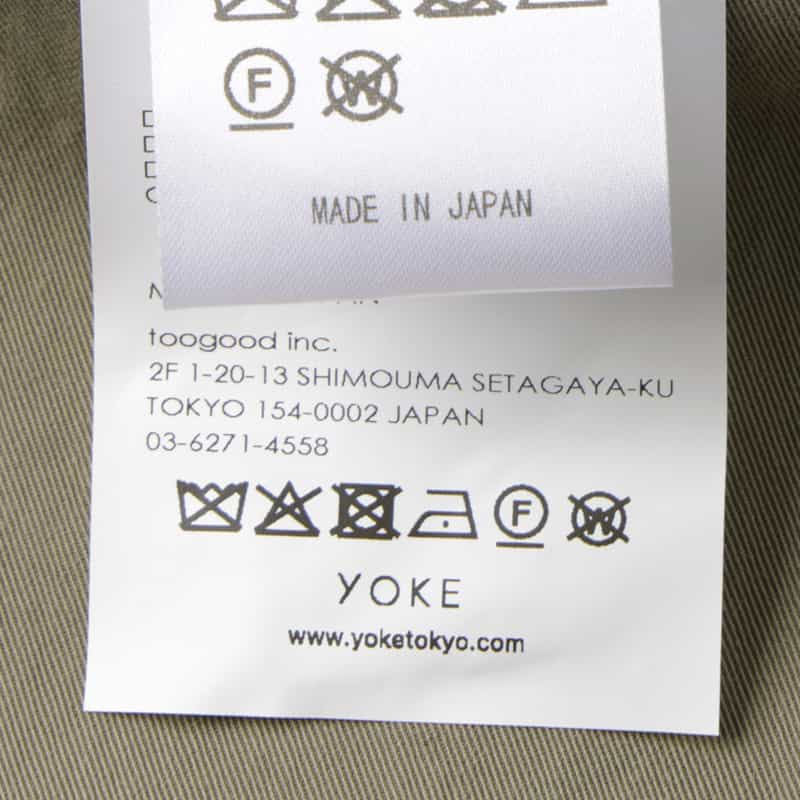 F
W
MADE IN JAPAN
toogood inc.
2F 1-20-13 SHIMOUMA SETAGAYA-KU
TOKYO 154-0002 JAPAN
03-6271-4558
F W
YOKE
www.yoketokyo.com